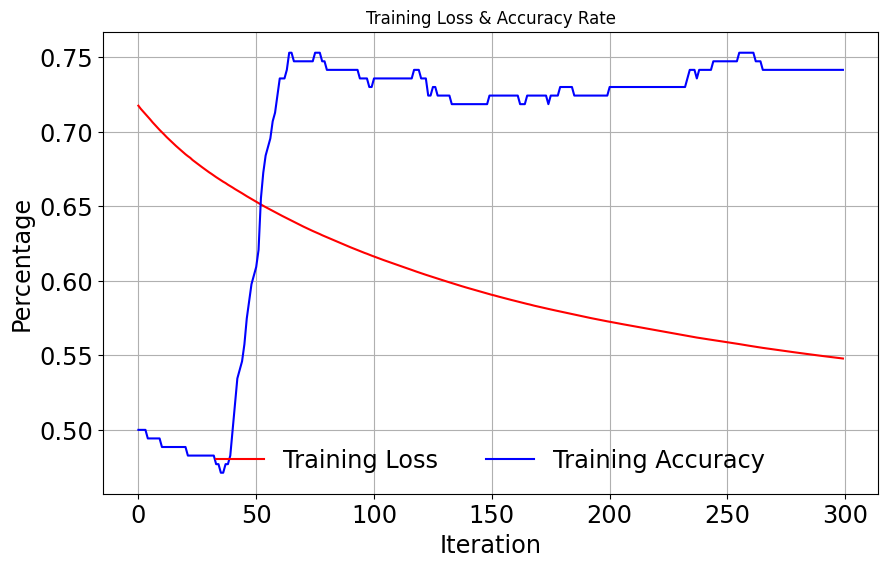 Training Loss & Accuracy Rate
Percentage
0.75
0.70
0.65
0.60
0.55
0.50
Training Loss Training Accuracy
0 50 100 150 200 250 300
Iteration